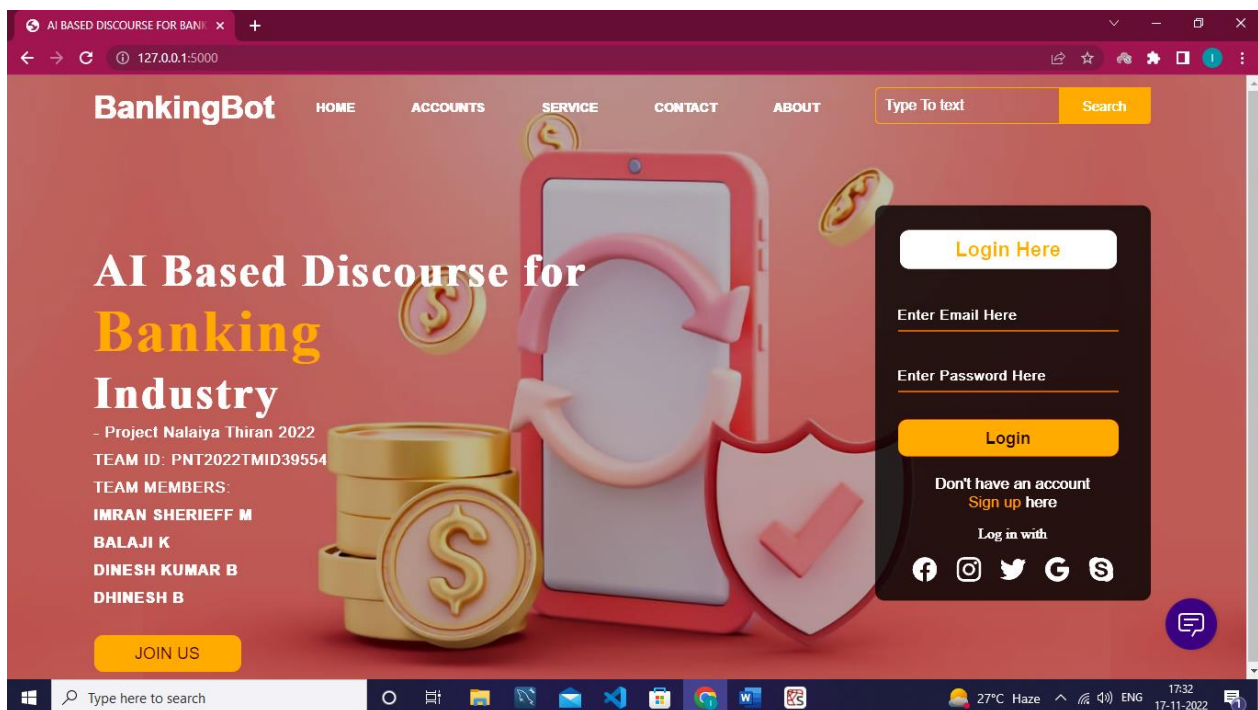 AI BASED DISCOURSE FOR BANK
127.0.0.1:5000
BankingBot HOME ACCOUNTS SERVICE CONTACT ABOUT Type To text Search
AI Based Discourse for
Banking
Industry
- Project Nalaiya Thiran 2022
TEAM ID: PNT2022TMID39554
TEAM MEMBERS:
IMRAN SHERIEFF M
BALAJI K
DINESH KUMAR B
DHINESH B
JOIN US
Login Here
Enter Email Here
Enter Password Here
Login
Don't have an account
Sign up here
Log in with
Type here to search
27°C Haze
ENG
17:32
17-11-2022